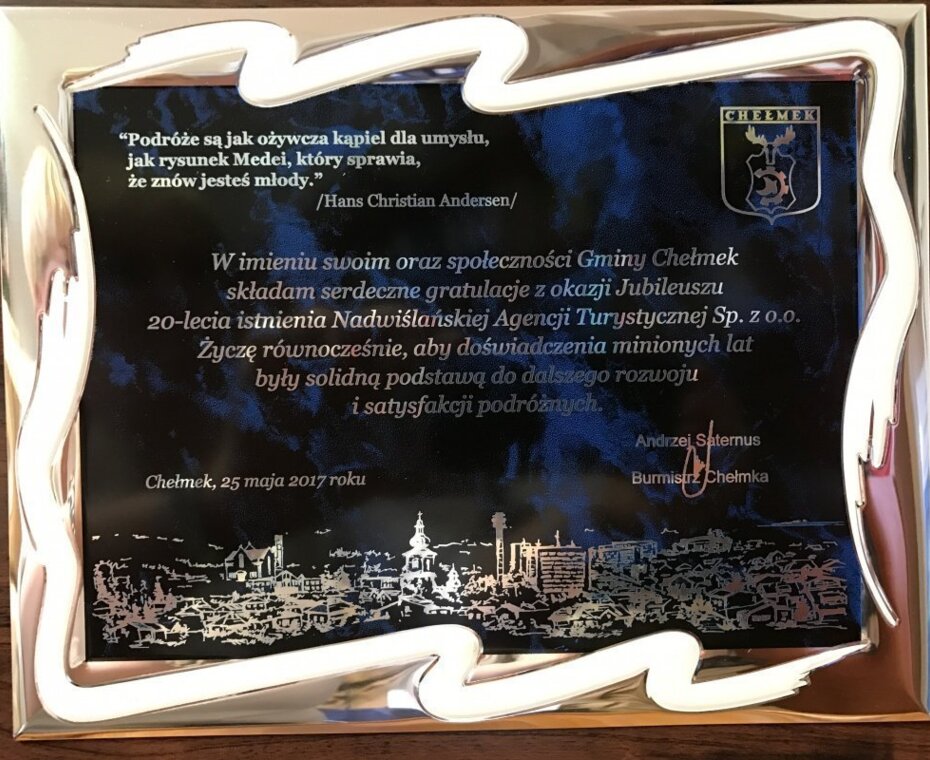 “Podróże są jak ożywcza kąpiel dla umysłu,
jak rysunek Medei, który sprawia,
że znów jesteś młody.”
/Hans Christian Andersen/
CHEŁMEK
W imieniu swoim oraz społeczności Gminy Chełmek
składam serdeczne gratulacje z okazji Jubileuszu
20-lecia istnienia Nadwiślańskiej Agencji Turystycznej Sp. z o.o.
Życzę równocześnie, aby doświadczenia minionych lat
były solidną podstawą do dalszego rozwoju
i satysfakcji podróżnych.
Andrzej Saternus
Burmistrz Chełmka
Chełmek, 25 maja 2017 roku